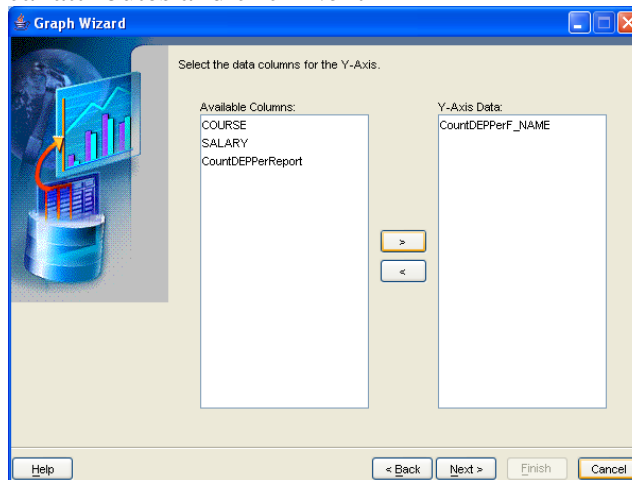 Graph Wizard
Select the data columns for the Y-Axis.
Available Columns:
COURSE
SALARY
CountDEPPerReport
Y-Axis Data:
CountDEPPerF_NAME
>
<
Help
< Back
Next >
Finish
Cancel